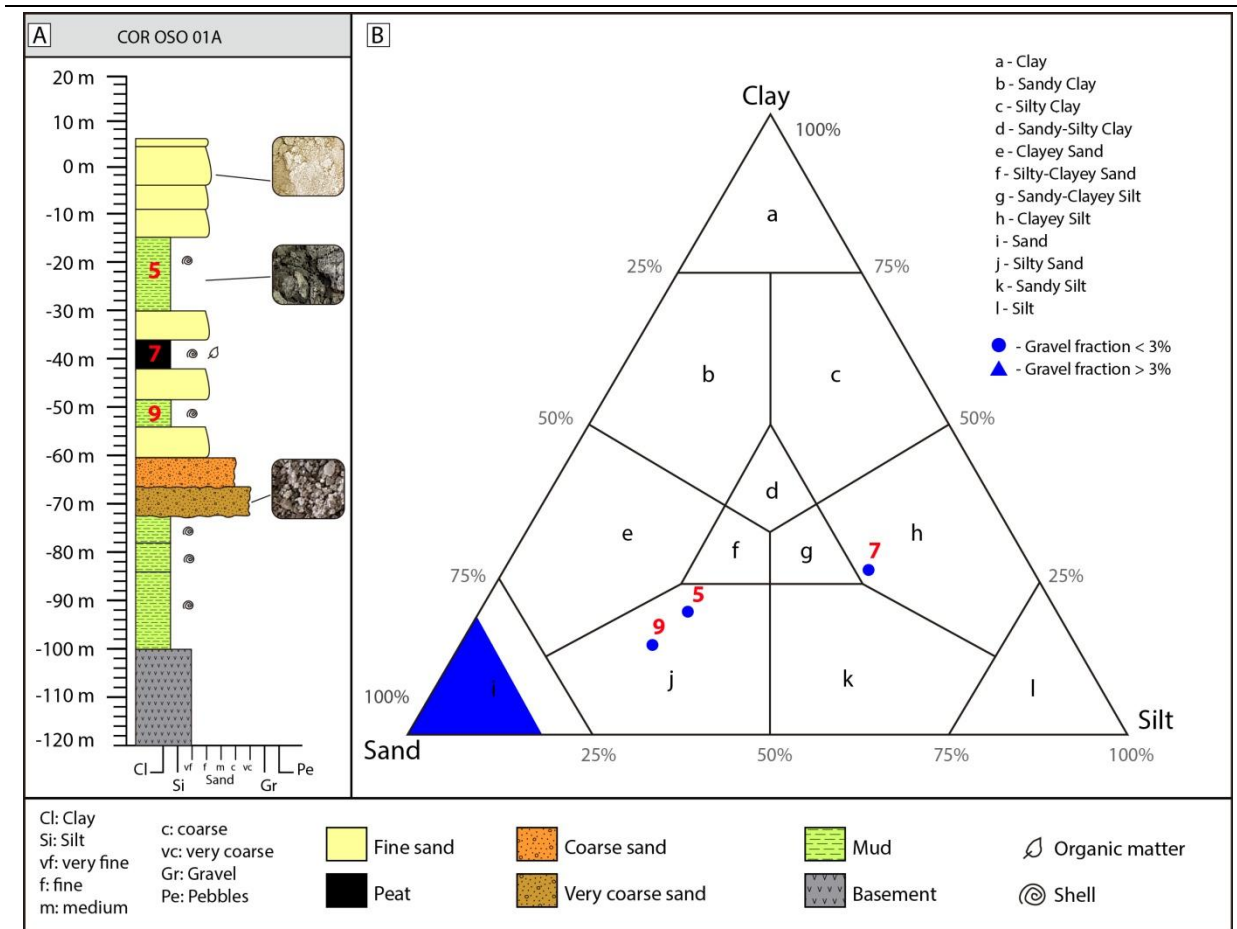 A
COR OSO 01A
20 m
10 m
0 m
-10 m
-20 m
-30 m
-40 m
-50 m
-60 m
-70 m
-80 m
-90 m
-100 m
-110 m
-120 m
5
7
9
Cl
Si
vf
f
m
c
vc
Sand
Gr
Pe
B
Clay
100%
a
25%
75%
b
c
50%
50%
d
e
f
g
h
7
75%
25%
5
9
j
k
l
i
100%
Sand
Silt
25%
50%
75%
100%
a - Clay
b - Sandy Clay
c - Silty Clay
d - Sandy-Silty Clay
e - Clayey Sand
f - Silty-Clayey Sand
g - Sandy-Clayey Silt
h - Clayey Silt
i - Sand
j - Silty Sand
k - Sandy Silt
l - Silt
- Gravel fraction < 3%
- Gravel fraction > 3%
Cl: Clay
Si: Silt
vf: very fine
f: fine
m: medium
c: coarse
vc: very coarse
Gr: Gravel
Pe: Pebbles
Fine sand
Peat
Coarse sand
Very coarse sand
Mud
Basement
Organic matter
Shell